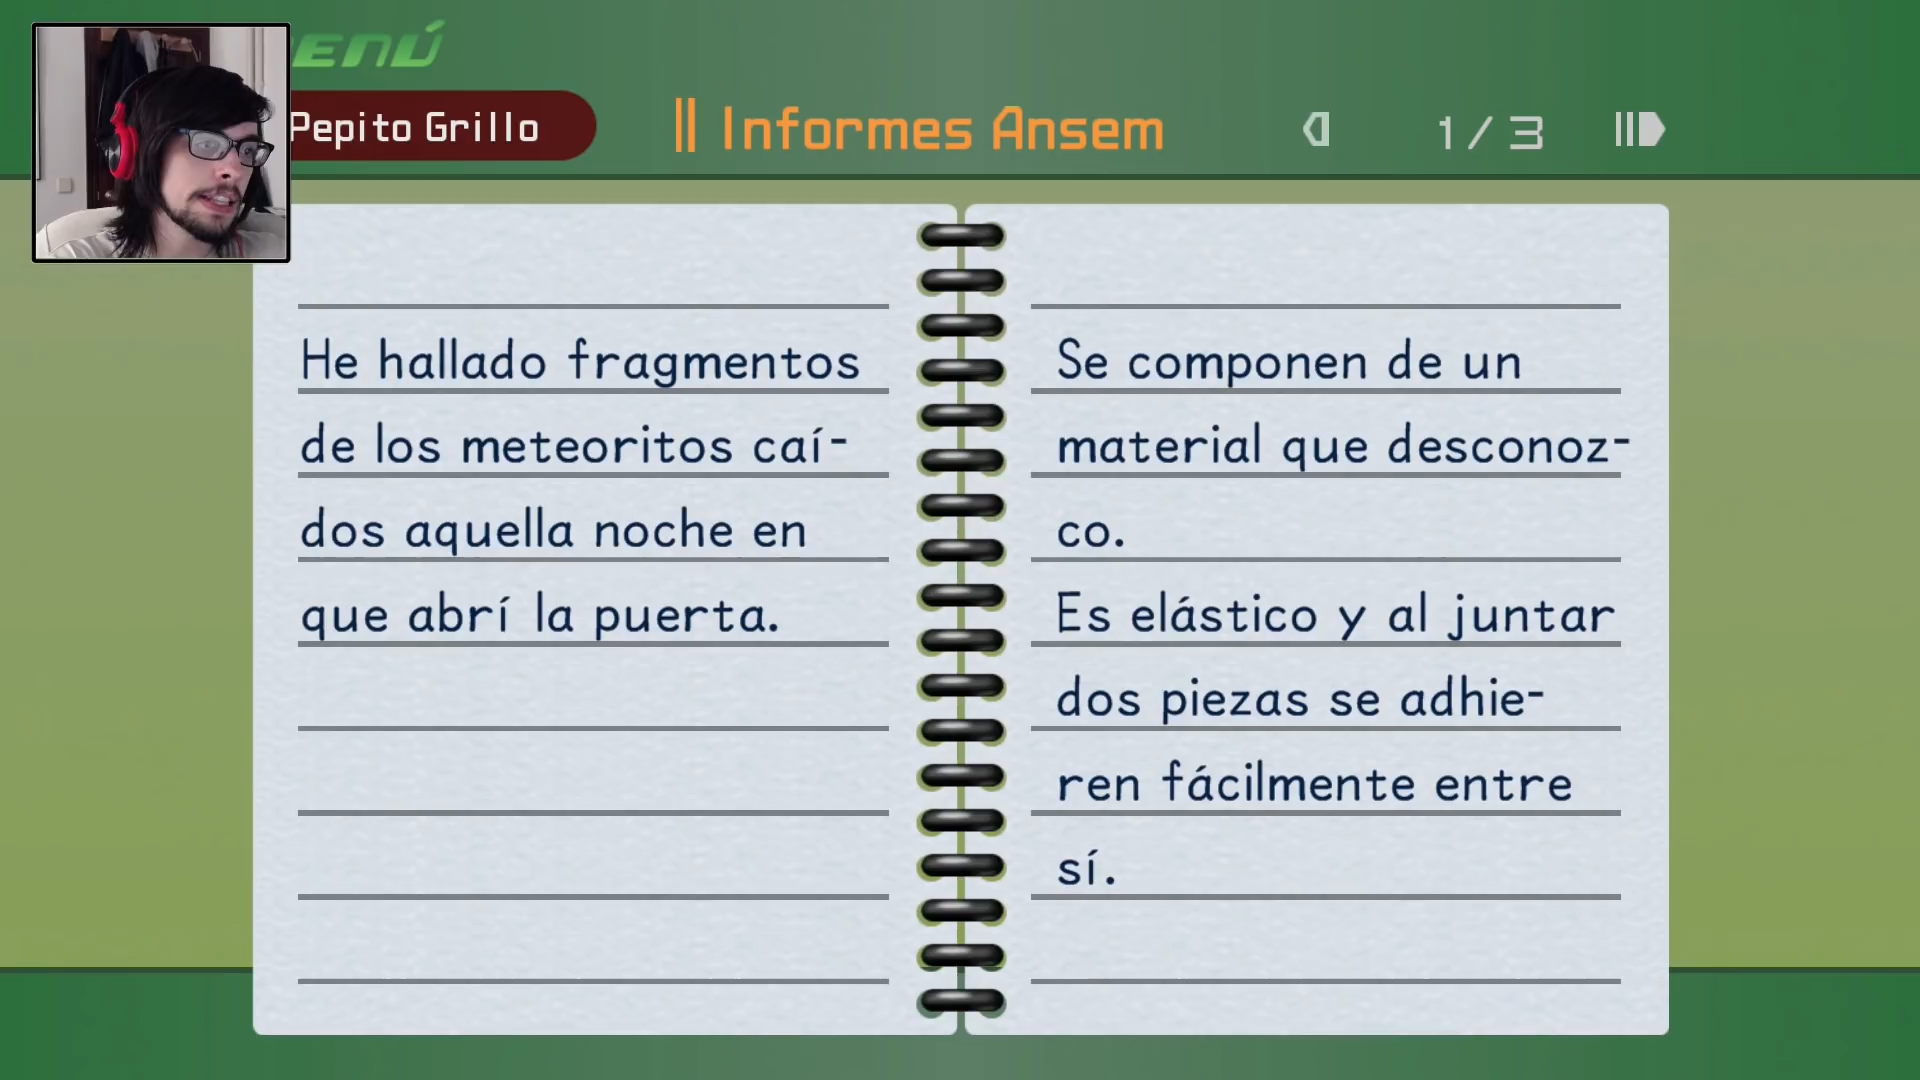 ENÚ
Pepito Grillo
Informes Ansem
1/3
He hallado fragmentos
de los meteoritos caí-
dos aquella noche en
que abrí la puerta.
Se componen de un
material que desconoz-
co.
Es elástico y al juntar
dos piezas se adhie-
ren fácilmente entre
sí.